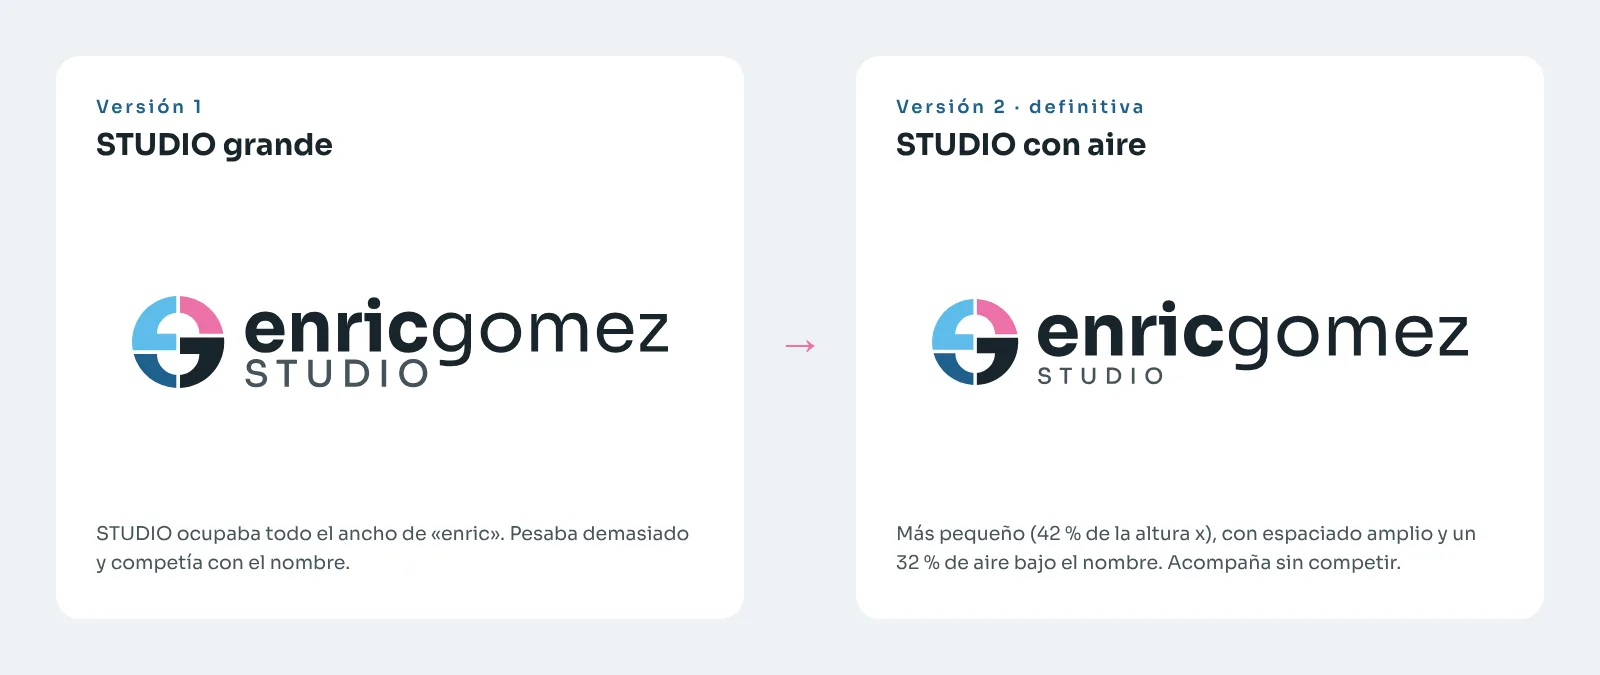 Versión 1
STUDIO grande
enricgomez
STUDIO
STUDIO ocupaba todo el ancho de «enric». Pesaba demasiado
y competía con el nombre.
→
Versión 2 · definitiva
STUDIO con aire
enricgomez
STUDIO
Más pequeño (42 % de la altura x), con espaciado amplio y un
32 % de aire bajo el nombre. Acompaña sin competir.